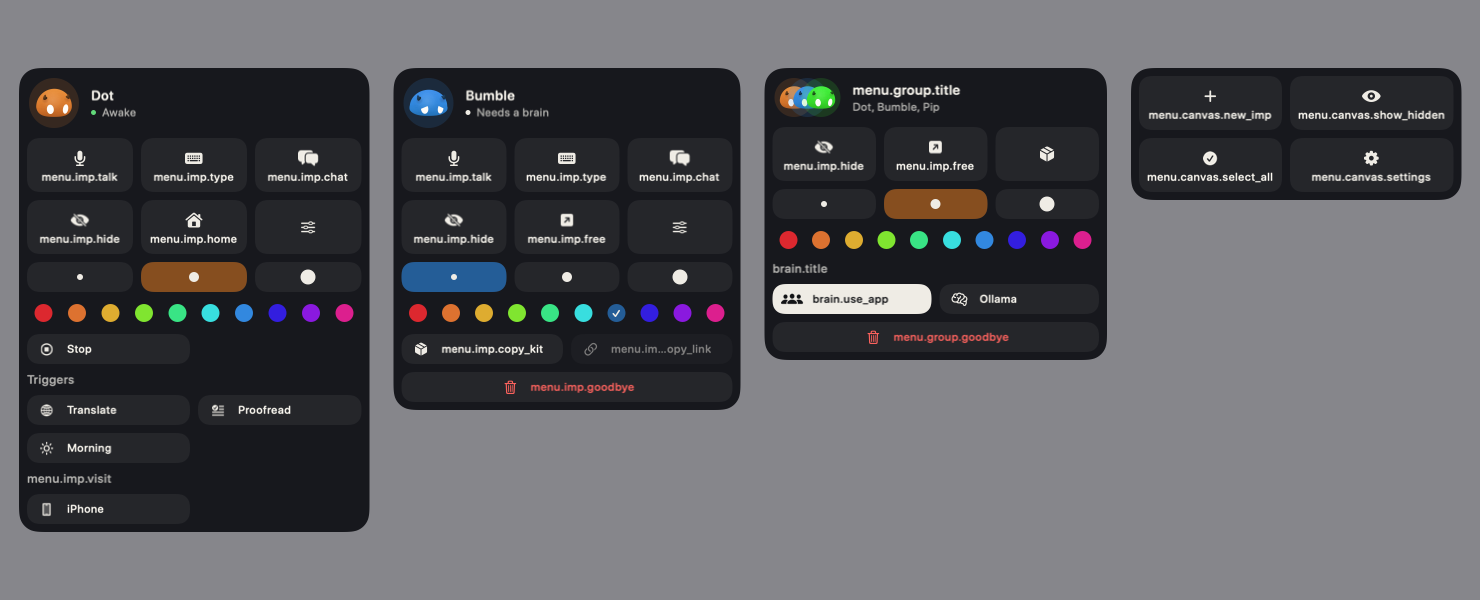 Dot
Awake
menu.imp.talk
menu.imp.type
menu.imp.chat
menu.imp.hide
menu.imp.home
Stop
Triggers
Translate
Proofread
Morning
menu.imp.visit
iPhone
Bumble
Needs a brain
menu.imp.talk
menu.imp.type
menu.imp.chat
menu.imp.hide
menu.imp.free
menu.imp.copy_kit
menu.im...opy_link
menu.imp.goodbye
menu.group.title
Dot, Bumble, Pip
menu.imp.hide
menu.imp.free
brain.title
brain.use_app
Ollama
menu.group.goodbye
menu.canvas.new_imp
menu.canvas.show_hidden
menu.canvas.select_all
menu.canvas.settings